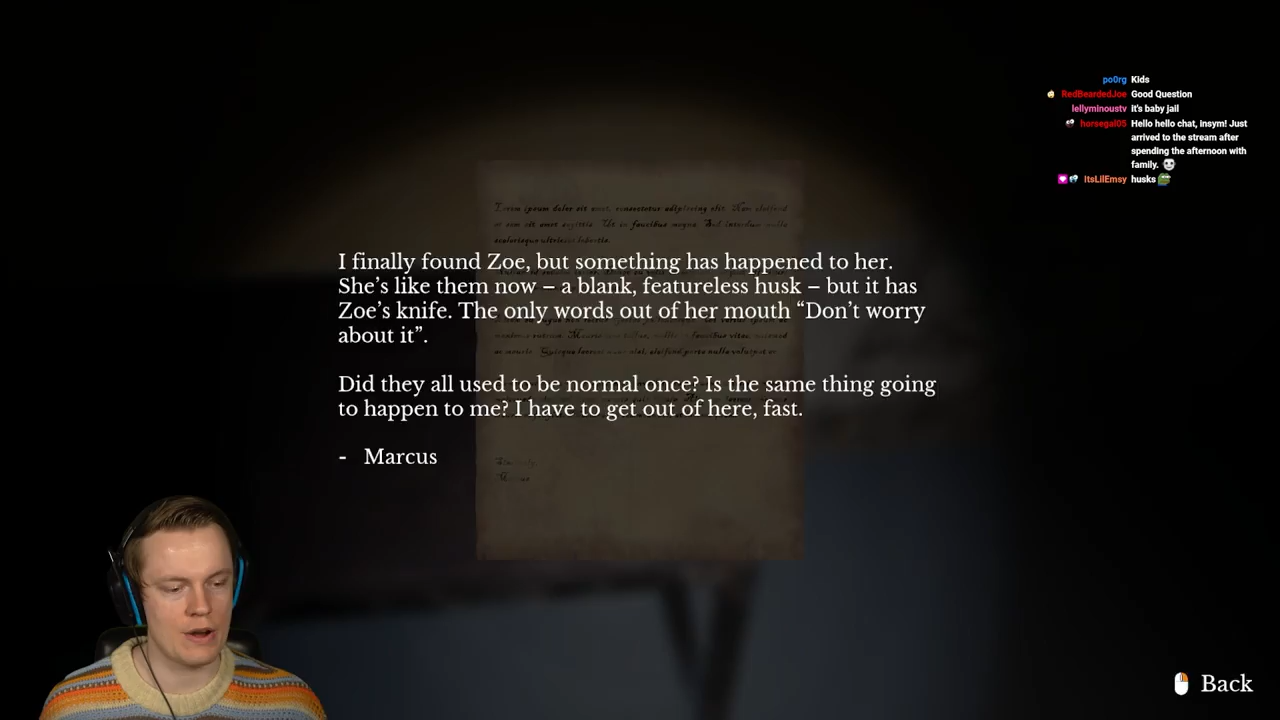 po0rg Kids
RedBeardedJoe Good Question
lellyminoustv It's baby jail
horsegal05 Hello hello chat, insym! Just
arrived to the stream after
spending the afternoon with
family.
ItsLilEmsy husks
I finally found Zoe, but something has happened to her.
She's like them now – a blank, featureless husk – but it has
Zoe's knife. The only words out of her mouth “Don't worry
about it”.
Did they all used to be normal once? Is the same thing going
to happen to me? I have to get out of here, fast.
- Marcus
Back